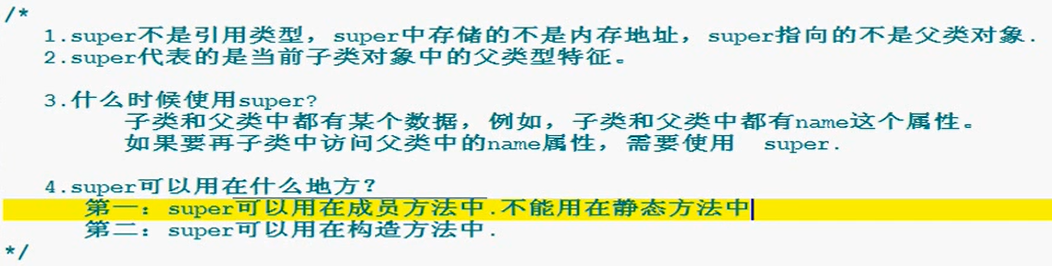 /*
1.super不是引用类型，super中存储的不是内存地址，super指向的不是父类对象.
2.super代表的是当前子类对象中的父类型特征。
3.什么时候使用super?
子类和父类中都有某个数据，例如，子类和父类中都有name这个属性。
如果要再子类中访问父类中的name属性，需要使用 super.
4.super可以用在什么地方？
第一：super可以用在成员方法中.不能用在静态方法中
第二：super可以用在构造方法中.
*/